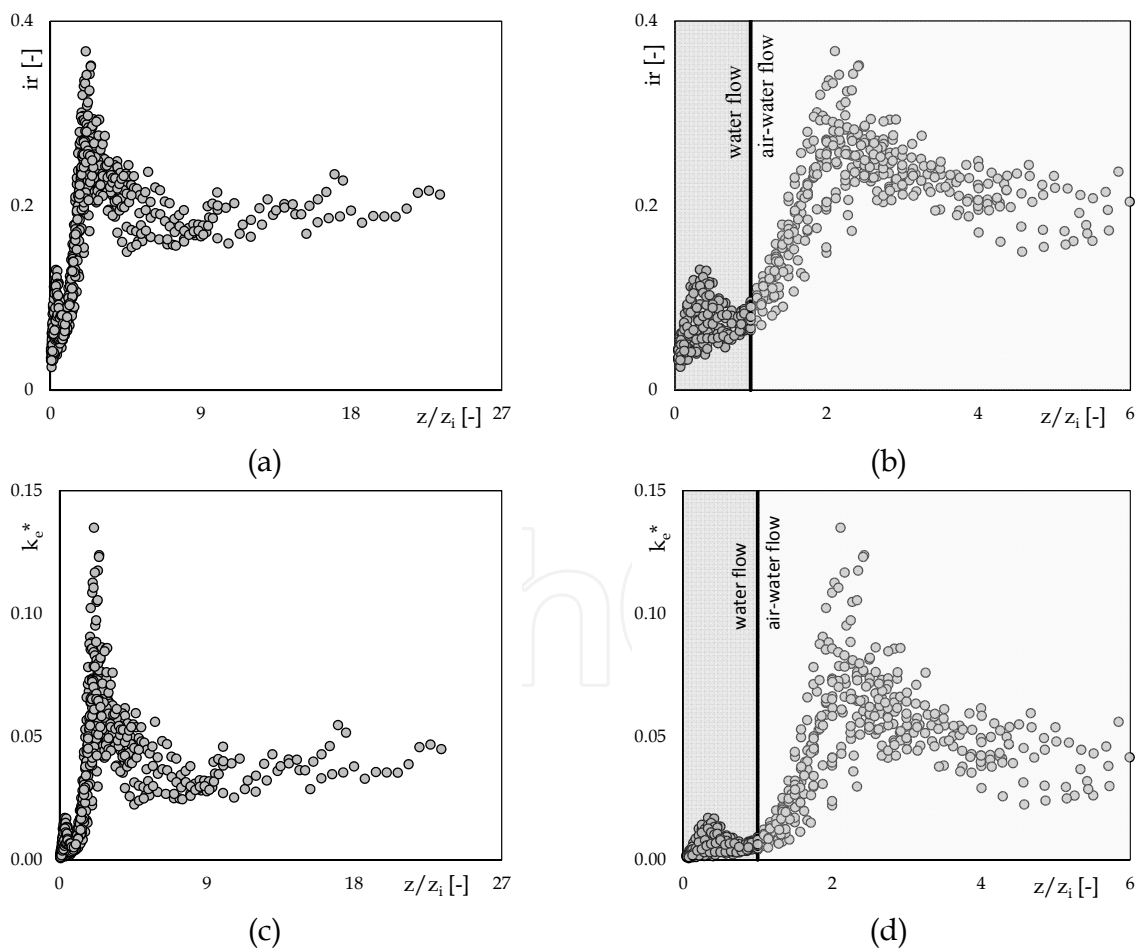 0.4
ir [-]
0.2
0
0
9
18
27
z/zᵢ [-]
(a)
0.4
ir [-]
0.2
0
water flow
air-water flow
0
2
4
6
z/zᵢ [-]
(b)
0.15
kₑ*
0.10
0.05
0.00
0
9
18
27
z/zᵢ [-]
(c)
0.15
kₑ*
0.10
0.05
0.00
water flow
air-water flow
0
2
4
6
z/zᵢ [-]
(d)